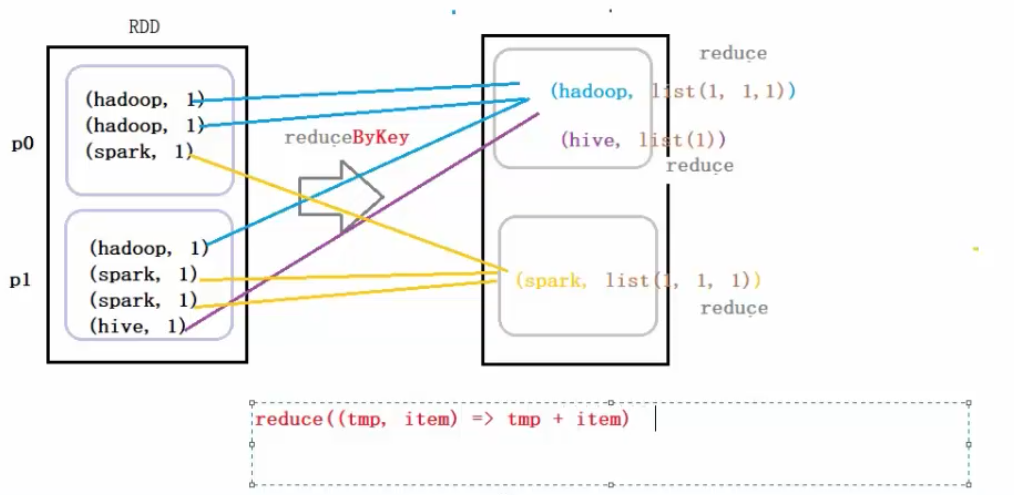 RDD
p0
(hadoop, 1)
(hadoop, 1)
(spark, 1)
p1
(hadoop, 1)
(spark, 1)
(spark, 1)
(hive, 1)
reduceByKey
reduce
(hadoop, list(1, 1,1))
(hive, list(1))
reduce
(spark, list(1, 1, 1))
reduce
reduce((tmp, item) => tmp + item)